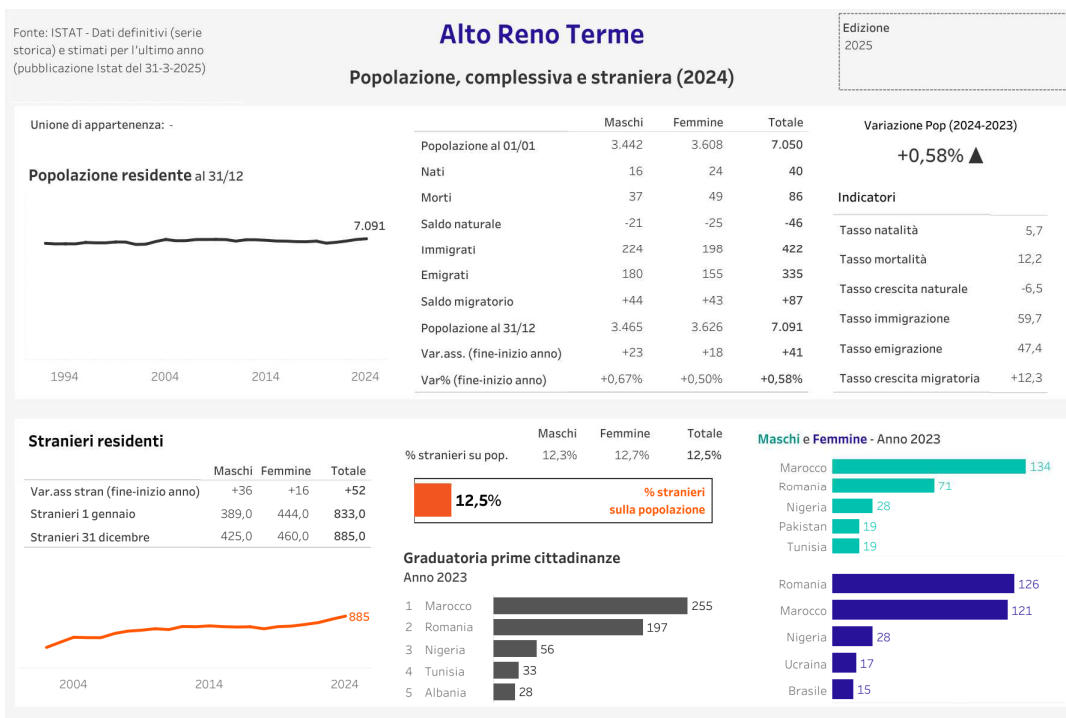 Fonte: ISTAT - Dati definitivi (serie
storica) e stimati per l'ultimo anno
(pubblicazione Istat del 31-3-2025)
Alto Reno Terme
Popolazione, complessiva e straniera (2024)
Edizione
2025
Unione di appartenenza: -
Popolazione residente al 31/12
7.091
1994 2004 2014 2024
Maschi Femmine Totale
Popolazione al 01/01 3.442 3.608 7.050
Nati 16 24 40
Morti 37 49 86
Saldo naturale -21 -25 -46
Immigrati 224 198 422
Emigrati 180 155 335
Saldo migratorio +44 +43 +87
Popolazione al 31/12 3.465 3.626 7.091
Var.ass. (fine-inizio anno) +23 +18 +41
Var% (fine-inizio anno) +0,67% +0,50% +0,58%
Variazione Pop (2024-2023)
+0,58% ▲
Indicatori
Tasso natalità 5,7
Tasso mortalità 12,2
Tasso crescita naturale -6,5
Tasso immigrazione 59,7
Tasso emigrazione 47,4
Tasso crescita migratoria +12,3
Stranieri residenti
Maschi Femmine Totale
Var.ass stran (fine-inizio anno) +36 +16 +52
Stranieri 1 gennaio 389,0 444,0 833,0
Stranieri 31 dicembre 425,0 460,0 885,0
885
2004 2014 2024
Maschi Femmine Totale
% stranieri su pop. 12,3% 12,7% 12,5%
12,5%
% stranieri
sulla popolazione
Graduatoria prime cittadinanze
Anno 2023
1 Marocco 255
2 Romania 197
3 Nigeria 56
4 Tunisia 33
5 Albania 28
Maschi e Femmine - Anno 2023
Marocco 134
Romania 71
Nigeria 28
Pakistan 19
Tunisia 19
Romania 126
Marocco 121
Nigeria 28
Ucraina 17
Brasile 15